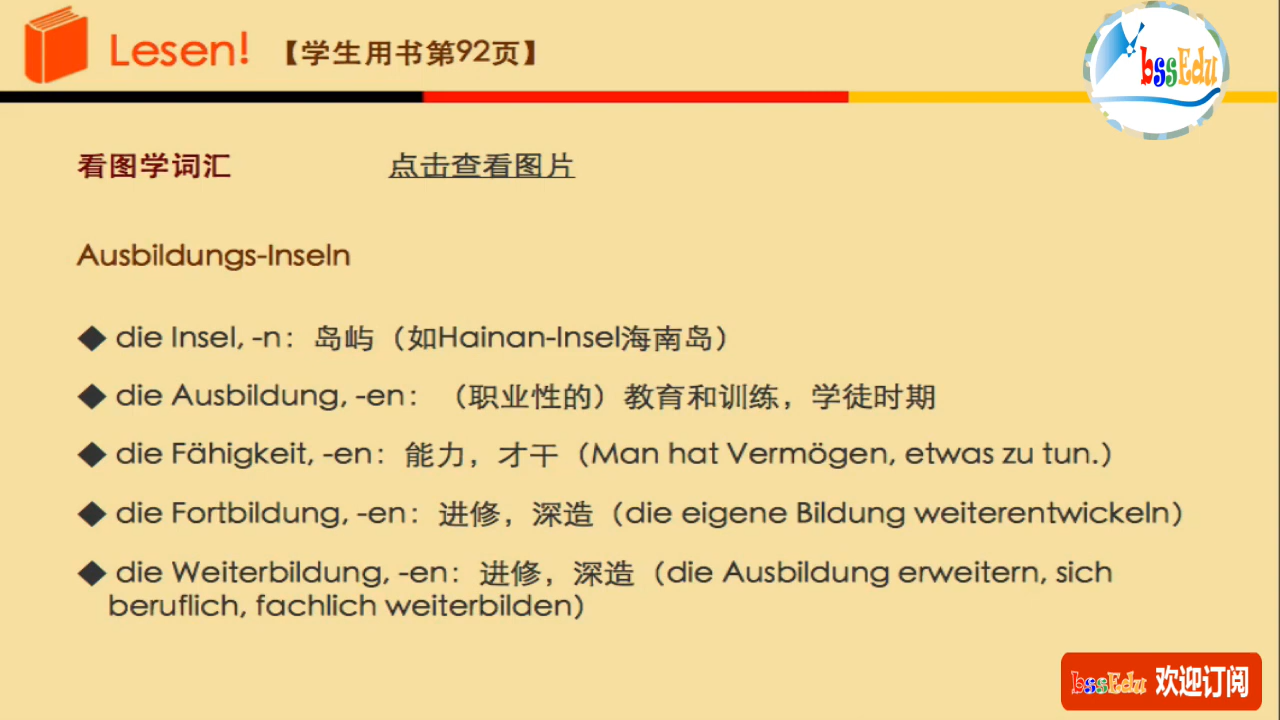 Lesen! 【学生用书第92页】
bssEdu
看图学词汇 点击查看图片
Ausbildungs-Inseln
◆ die Insel, -n：岛屿（如Hainan-Insel海南岛）
◆ die Ausbildung, -en：（职业性的）教育和训练，学徒时期
◆ die Fähigkeit, -en：能力，才干（Man hat Vermögen, etwas zu tun.）
◆ die Fortbildung, -en：进修，深造（die eigene Bildung weiterentwickeln）
◆ die Weiterbildung, -en：进修，深造（die Ausbildung erweitern, sich
beruflich, fachlich weiterbilden）
bssEdu 欢迎订阅